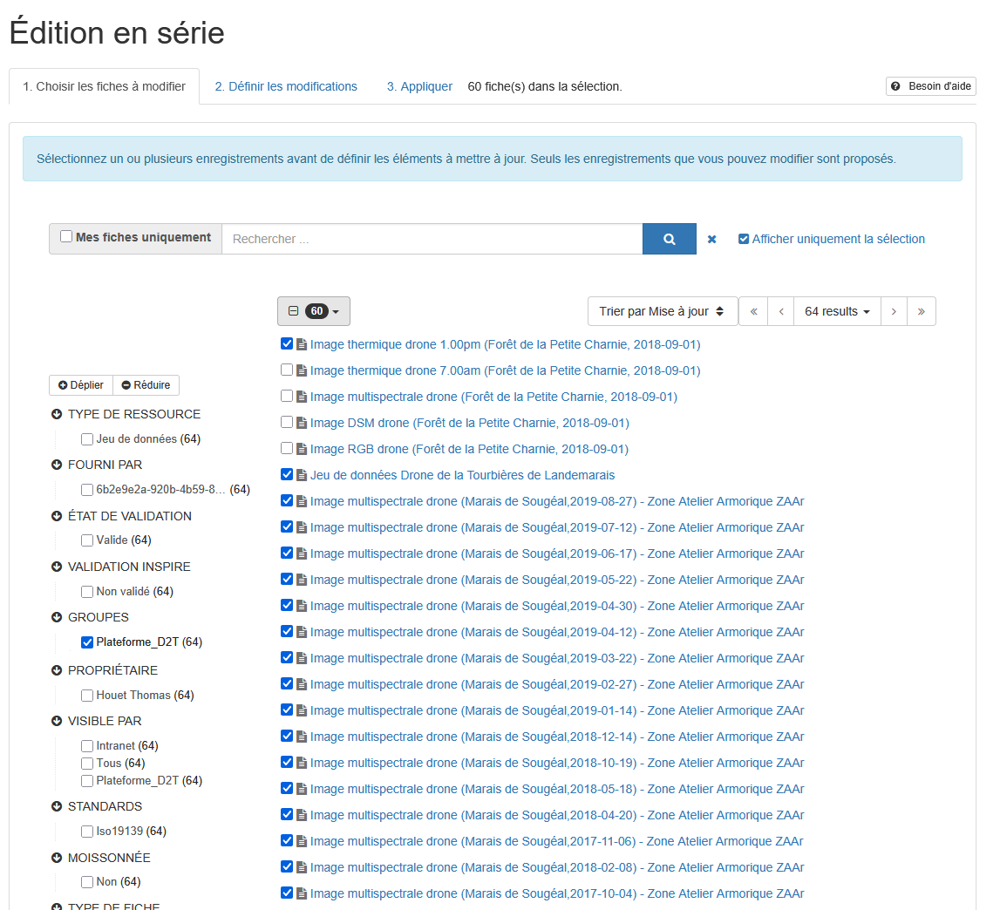 Édition en série
1. Choisir les fiches à modifier 2. Définir les modifications 3. Appliquer 60 fiche(s) dans la sélection. Besoin d'aide
Sélectionnez un ou plusieurs enregistrements avant de définir les éléments à mettre à jour. Seuls les enregistrements que vous pouvez modifier sont proposés.
Mes fiches uniquement Rechercher ... Afficher uniquement la sélection
60 Trier par Mise à jour « ‹ 64 results › »
Déplier Réduire
TYPE DE RESSOURCE
Jeu de données (64)
FOURNI PAR
6b2e9e2a-920b-4b59-8... (64)
ÉTAT DE VALIDATION
Valide (64)
VALIDATION INSPIRE
Non validé (64)
GROUPES
Plateforme_D2T (64)
PROPRIÉTAIRE
Houet Thomas (64)
VISIBLE PAR
Intranet (64)
Tous (64)
Plateforme_D2T (64)
STANDARDS
Iso19139 (64)
MOISSONNÉE
Non (64)
TYPE DE FICHE
Image thermique drone 1.00pm (Forêt de la Petite Charnie, 2018-09-01)
Image thermique drone 7.00am (Forêt de la Petite Charnie, 2018-09-01)
Image multispectrale drone (Forêt de la Petite Charnie, 2018-09-01)
Image DSM drone (Forêt de la Petite Charnie, 2018-09-01)
Image RGB drone (Forêt de la Petite Charnie, 2018-09-01)
Jeu de données Drone de la Tourbières de Landemarais
Image multispectrale drone (Marais de Sougéal,2019-08-27) - Zone Atelier Armorique ZAAr
Image multispectrale drone (Marais de Sougéal,2019-07-12) - Zone Atelier Armorique ZAAr
Image multispectrale drone (Marais de Sougéal,2019-06-17) - Zone Atelier Armorique ZAAr
Image multispectrale drone (Marais de Sougéal,2019-05-22) - Zone Atelier Armorique ZAAr
Image multispectrale drone (Marais de Sougéal,2019-04-30) - Zone Atelier Armorique ZAAr
Image multispectrale drone (Marais de Sougéal,2019-04-12) - Zone Atelier Armorique ZAAr
Image multispectrale drone (Marais de Sougéal,2019-03-22) - Zone Atelier Armorique ZAAr
Image multispectrale drone (Marais de Sougéal,2019-02-27) - Zone Atelier Armorique ZAAr
Image multispectrale drone (Marais de Sougéal,2019-01-14) - Zone Atelier Armorique ZAAr
Image multispectrale drone (Marais de Sougéal,2018-12-14) - Zone Atelier Armorique ZAAr
Image multispectrale drone (Marais de Sougéal,2018-10-19) - Zone Atelier Armorique ZAAr
Image multispectrale drone (Marais de Sougéal,2018-05-18) - Zone Atelier Armorique ZAAr
Image multispectrale drone (Marais de Sougéal,2018-04-20) - Zone Atelier Armorique ZAAr
Image multispectrale drone (Marais de Sougéal,2017-11-06) - Zone Atelier Armorique ZAAr
Image multispectrale drone (Marais de Sougéal,2018-02-08) - Zone Atelier Armorique ZAAr
Image multispectrale drone (Marais de Sougéal,2017-10-04) - Zone Atelier Armorique ZAAr